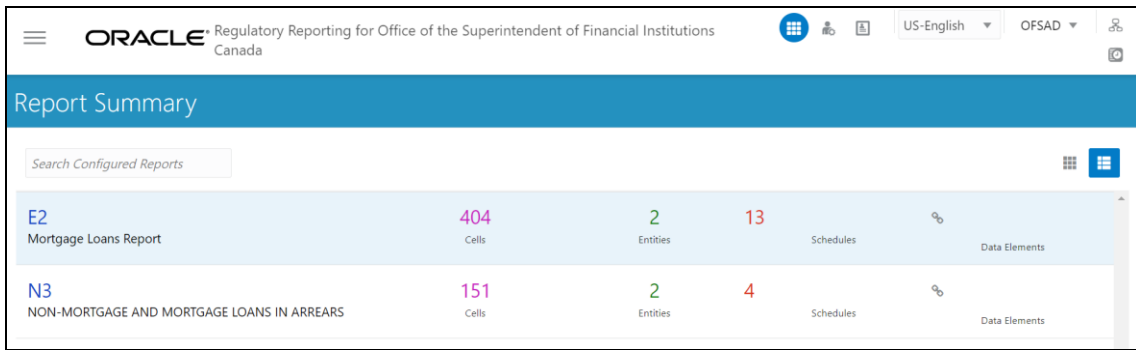 ORACLE® Regulatory Reporting for Office of the Superintendent of Financial Institutions
Canada
US-English
OFSAD
Report Summary
Search Configured Reports
E2
Mortgage Loans Report
404
Cells
2
Entities
13
Schedules
Data Elements
N3
NON-MORTGAGE AND MORTGAGE LOANS IN ARREARS
151
Cells
2
Entities
4
Schedules
Data Elements